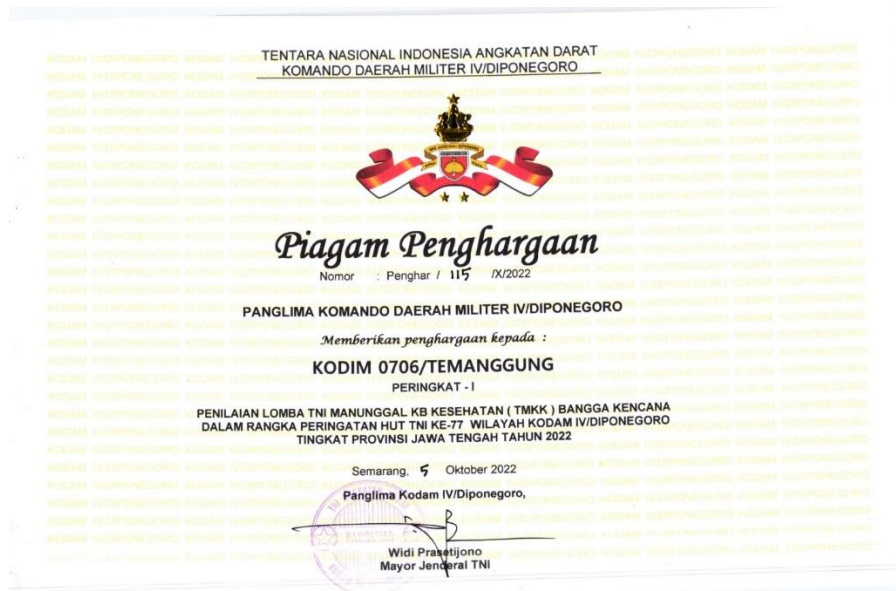 TENTARA NASIONAL INDONESIA ANGKATAN DARAT
KOMANDO DAERAH MILITER IV/DIPONEGORO
Piagam Penghargaan
Nomor : Penghar / 115 /X/2022
PANGLIMA KOMANDO DAERAH MILITER IV/DIPONEGORO
Memberikan penghargaan kepada :
KODIM 0706/TEMANGGUNG
PERINGKAT - I
PENILAIAN LOMBA TNI MANUNGGAL KB KESEHATAN ( TMKK ) BANGGA KENCANA
DALAM RANGKA PERINGATAN HUT TNI KE-77 WILAYAH KODAM IV/DIPONEGORO
TINGKAT PROVINSI JAWA TENGAH TAHUN 2022
Semarang, 5 Oktober 2022
Panglima Kodam IV/Diponegoro,
PANGLIMA
Widi Prasetijono
Mayor Jenderal TNI